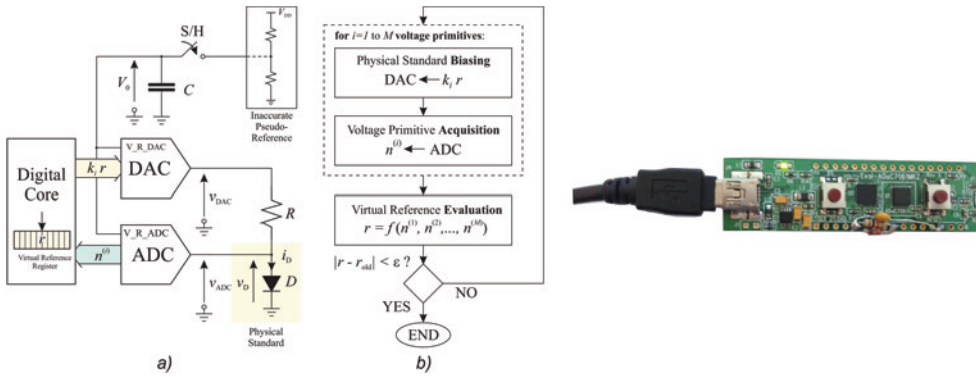 V_DD
S/H
V_0
C
Inaccurate
Pseudo-
Reference
Digital
Core
r
Virtual Reference
Register
k_i r
n^(i)
V_R_DAC
DAC
V_R_ADC
ADC
v_DAC
R
i_D
v_ADC
v_D
D
Physical
Standard
a)
for i=1 to M voltage primitives:
Physical Standard Biasing
DAC ← k_i r
Voltage Primitive Acquisition
n^(i) ← ADC
Virtual Reference Evaluation
r = f(n^(1), n^(2),..., n^(M))
|r - r_old| < ε ?
NO
YES
END
b)